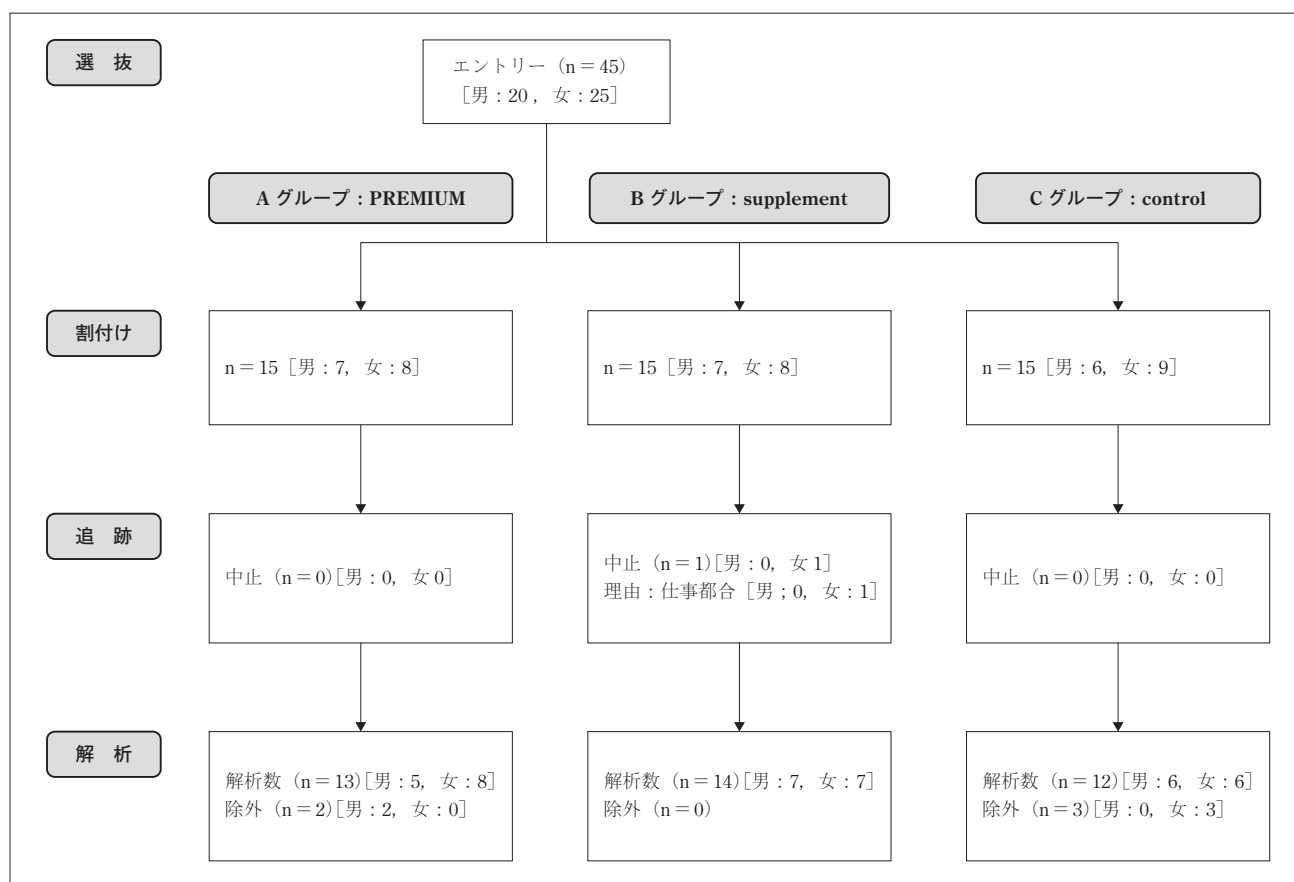 選 抜
エントリー (n = 45)
[男:20, 女:25]
A グループ:PREMIUM
B グループ:supplement
C グループ:control
割付け
n = 15 [男:7, 女:8]
n = 15 [男:7, 女:8]
n = 15 [男:6, 女:9]
追 跡
中止 (n = 0)[男:0, 女 0]
中止 (n = 1)[男:0, 女 1]
理由:仕事都合 [男;0, 女:1]
中止 (n = 0)[男:0, 女:0]
解 析
解析数 (n = 13)[男:5, 女:8]
除外 (n = 2)[男:2, 女:0]
解析数 (n = 14)[男:7, 女:7]
除外 (n = 0)
解析数 (n = 12)[男:6, 女:6]
除外 (n = 3)[男:0, 女:3]